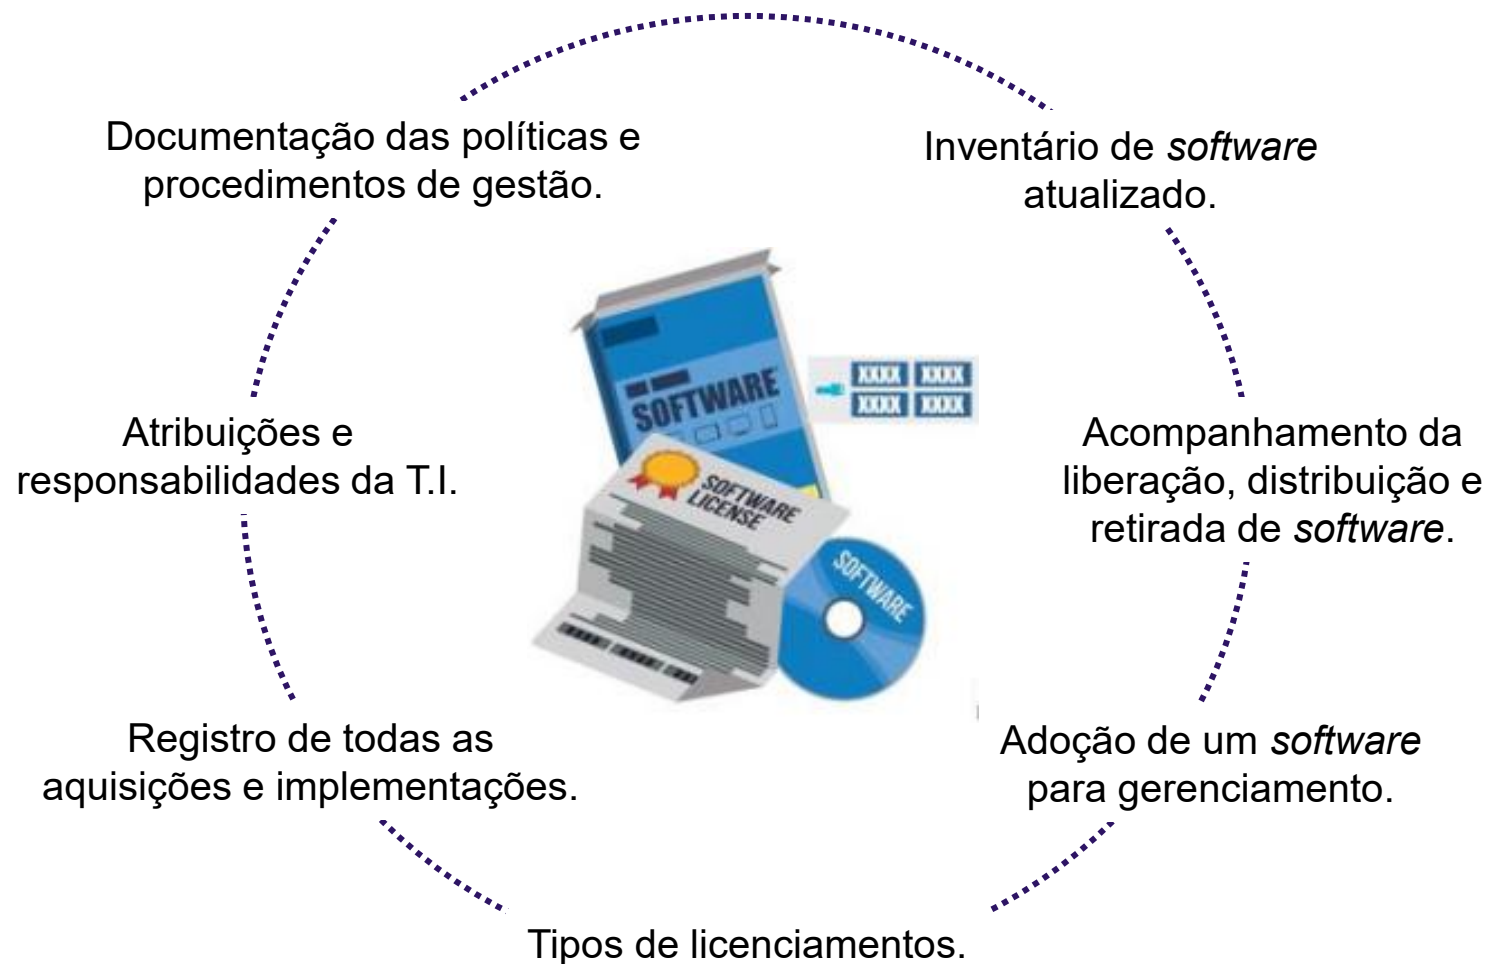 Documentação das políticas e
procedimentos de gestão.
Inventário de software
atualizado.
SOFTWARE
XXXX XXXX
XXXX XXXX
Atribuições e
responsabilidades da T.I.
Acompanhamento da
liberação, distribuição e
retirada de software.
SOFTWARE
LICENSE
SOFTWARE
Registro de todas as
aquisições e implementações.
Adoção de um software
para gerenciamento.
Tipos de licenciamentos.